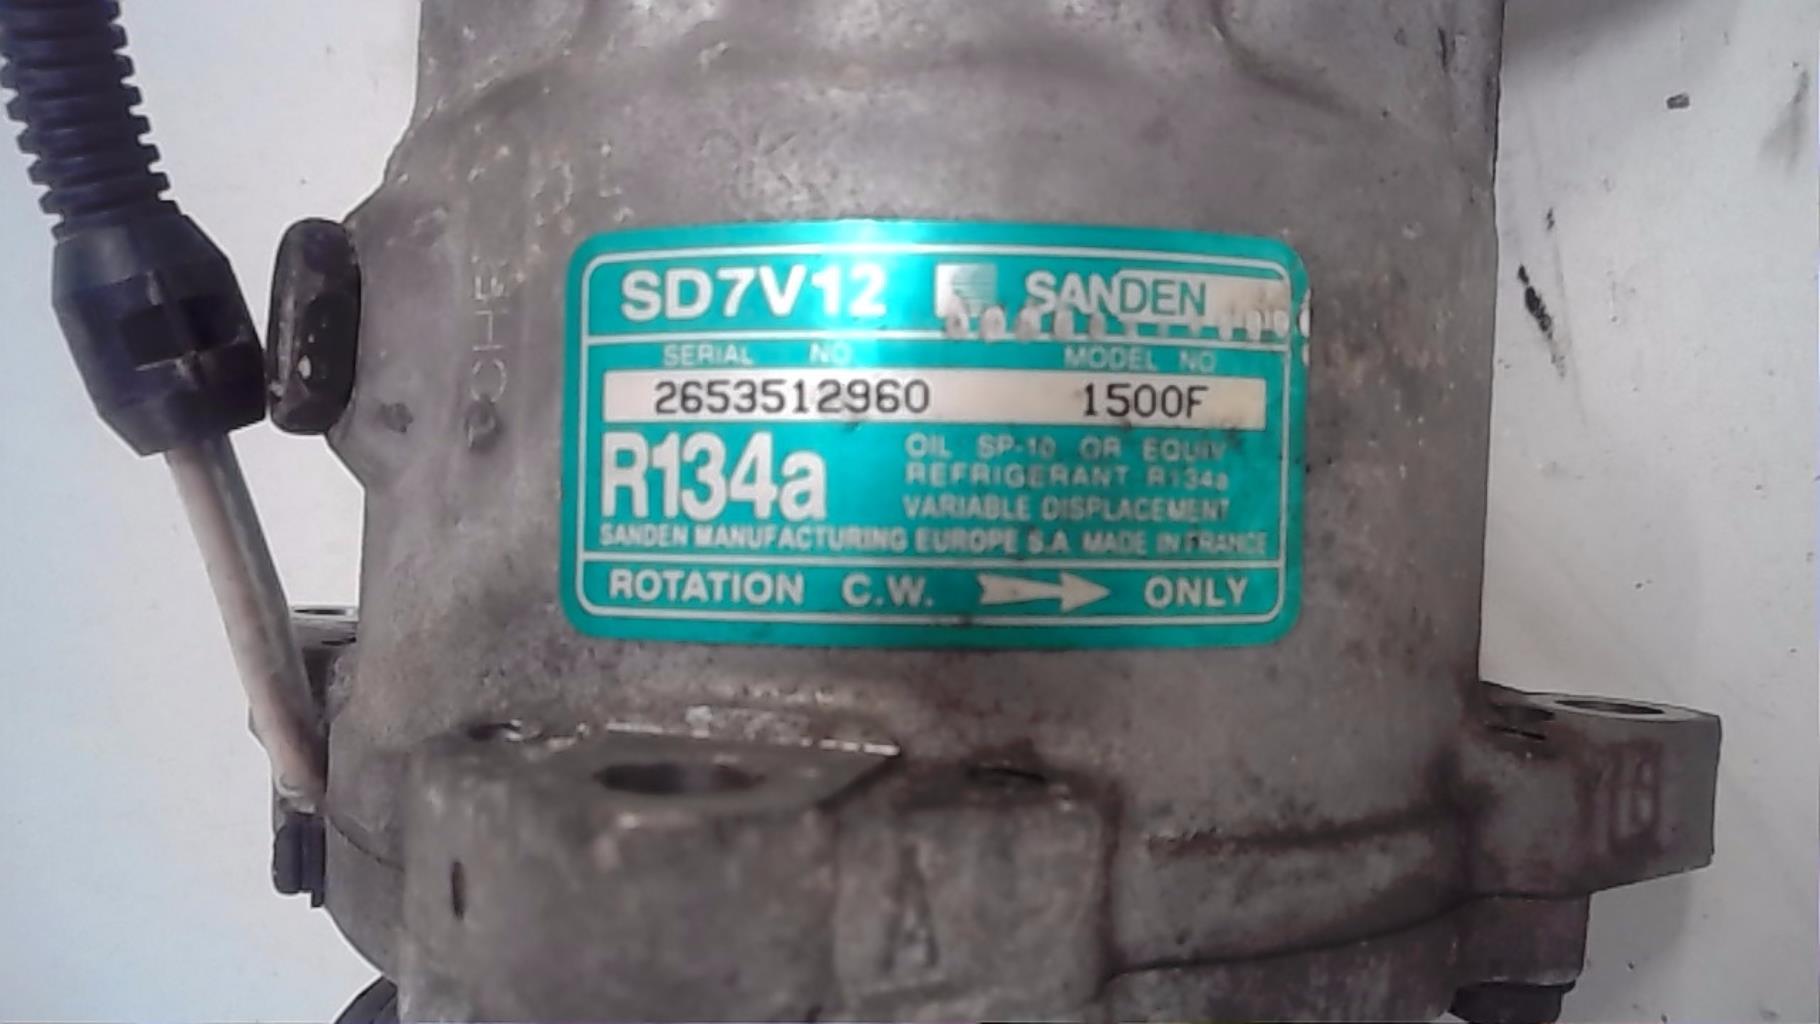 SD7V12 SANDEN
SERIAL NO. MODEL NO
2653512960 1500F
R134a
OIL SP-10 OR EQUIV
REFRIGERANT R134a
VARIABLE DISPLACEMENT
SANDEN MANUFACTURING EUROPE S.A MADE IN FRANCE
ROTATION C.W. ONLY
A